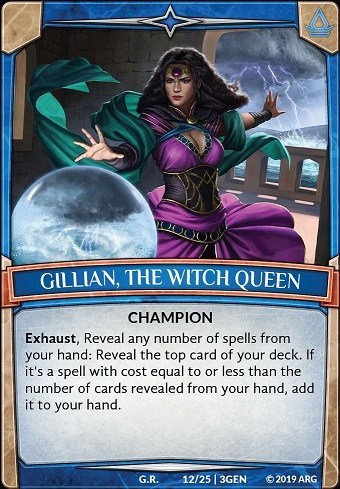 GILLIAN, THE WITCH QUEEN
CHAMPION
Exhaust, Reveal any number of spells from
your hand: Reveal the top card of your deck. If
it's a spell with cost equal to or less than the
number of cards revealed from your hand, add
it to your hand.
G.R. 12/25 | 3GEN © 2019 ARG